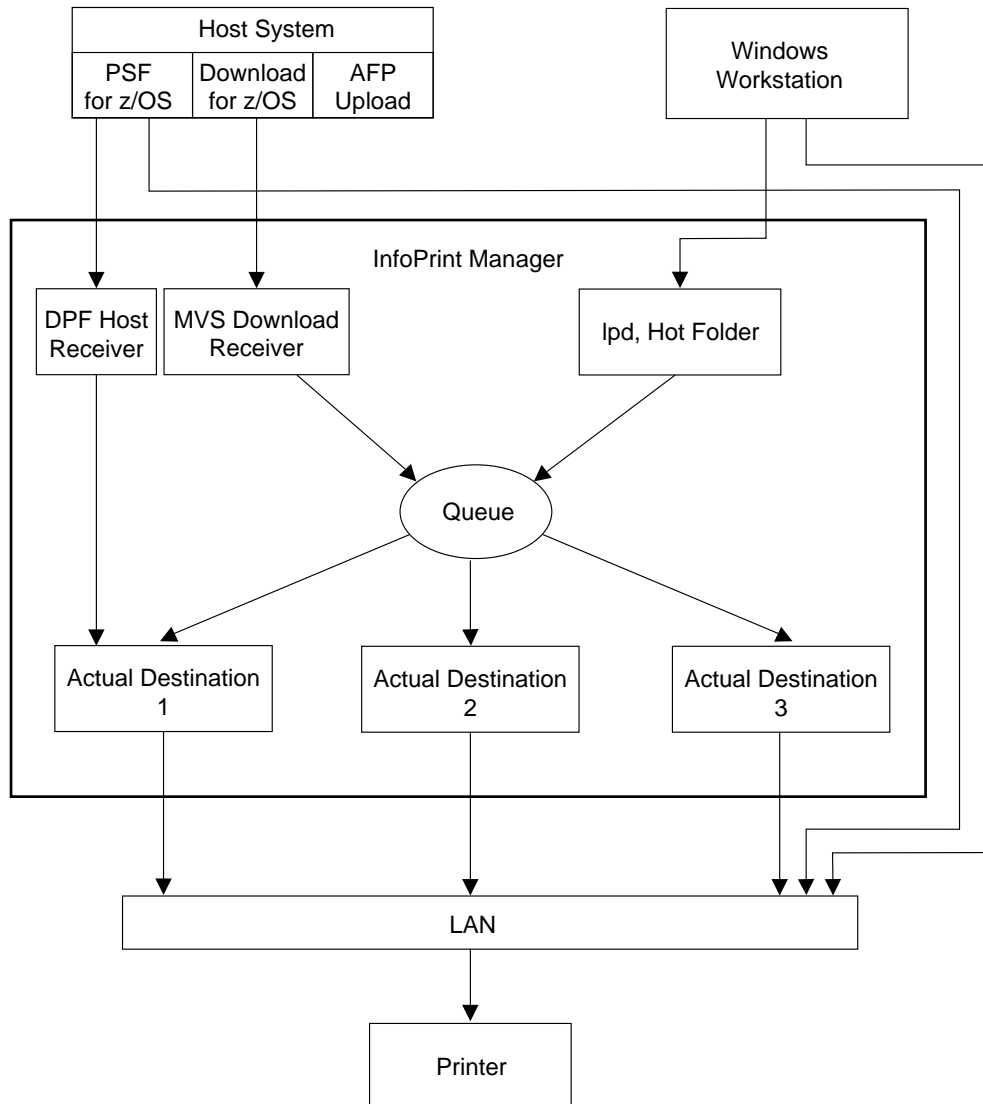 Host System
PSF
for z/OS
Download
for z/OS
AFP
Upload
Windows
Workstation
InfoPrint Manager
DPF Host
Receiver
MVS Download
Receiver
lpd, Hot Folder
Queue
Actual Destination
1
Actual Destination
2
Actual Destination
3
LAN
Printer